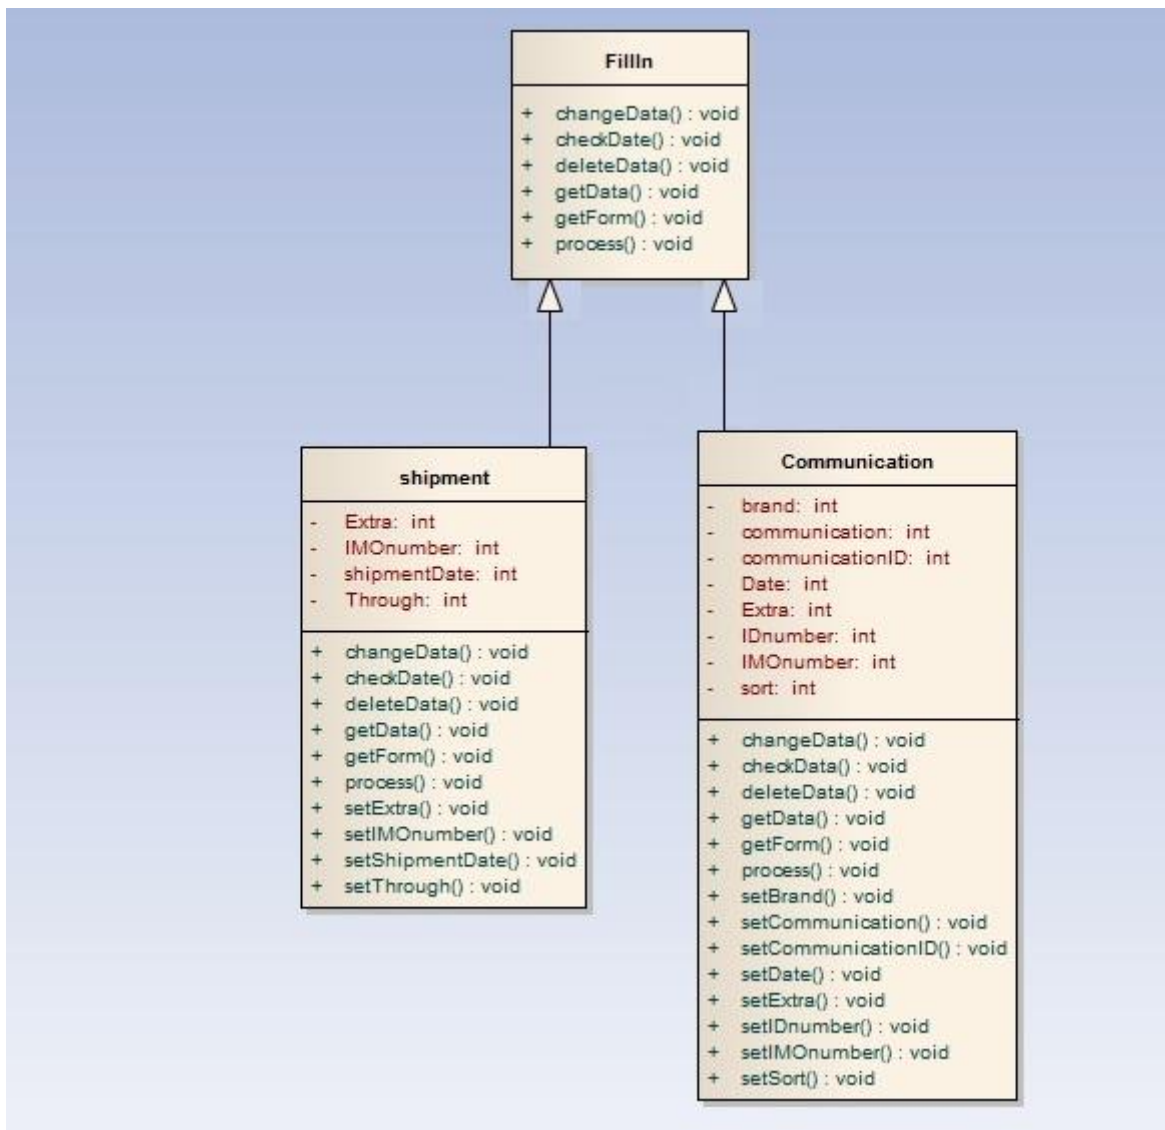 FillIn
+ changeData() : void
+ checkDate() : void
+ deleteData() : void
+ getData() : void
+ getForm() : void
+ process() : void
shipment
- Extra: int
- IMOnumber: int
- shipmentDate: int
- Through: int
+ changeData() : void
+ checkDate() : void
+ deleteData() : void
+ getData() : void
+ getForm() : void
+ process() : void
+ setExtra() : void
+ setIMOnumber() : void
+ setShipmentDate() : void
+ setThrough() : void
Communication
- brand: int
- communication: int
- communicationID: int
- Date: int
- Extra: int
- IDnumber: int
- IMOnumber: int
- sort: int
+ changeData() : void
+ checkData() : void
+ deleteData() : void
+ getData() : void
+ getForm() : void
+ process() : void
+ setBrand() : void
+ setCommunication() : void
+ setCommunicationID() : void
+ setDate() : void
+ setExtra() : void
+ setIDnumber() : void
+ setIMOnumber() : void
+ setSort() : void